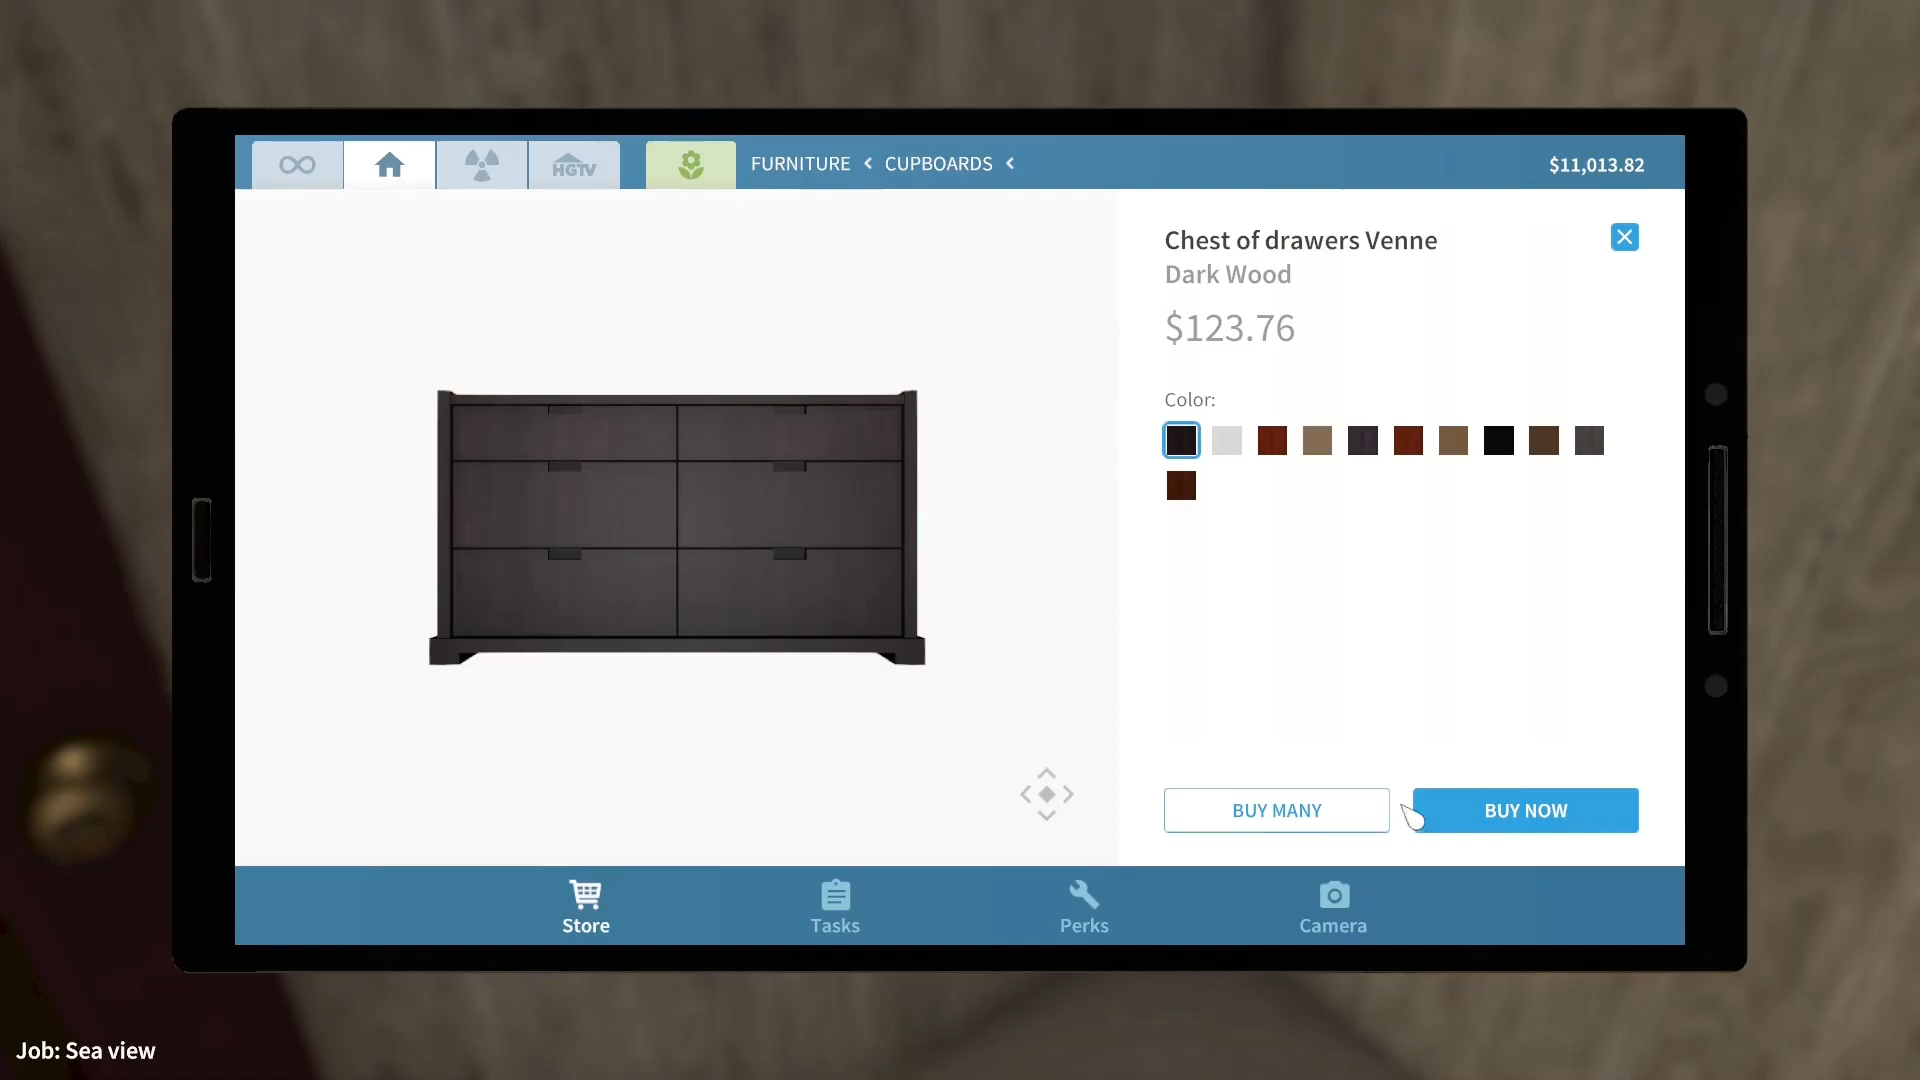 HGTV
FURNITURE < CUPBOARDS <
$11,013.82
Chest of drawers Venne
Dark Wood
$123.76
Color:
BUY MANY
BUY NOW
Store
Tasks
Perks
Camera
Job: Sea view